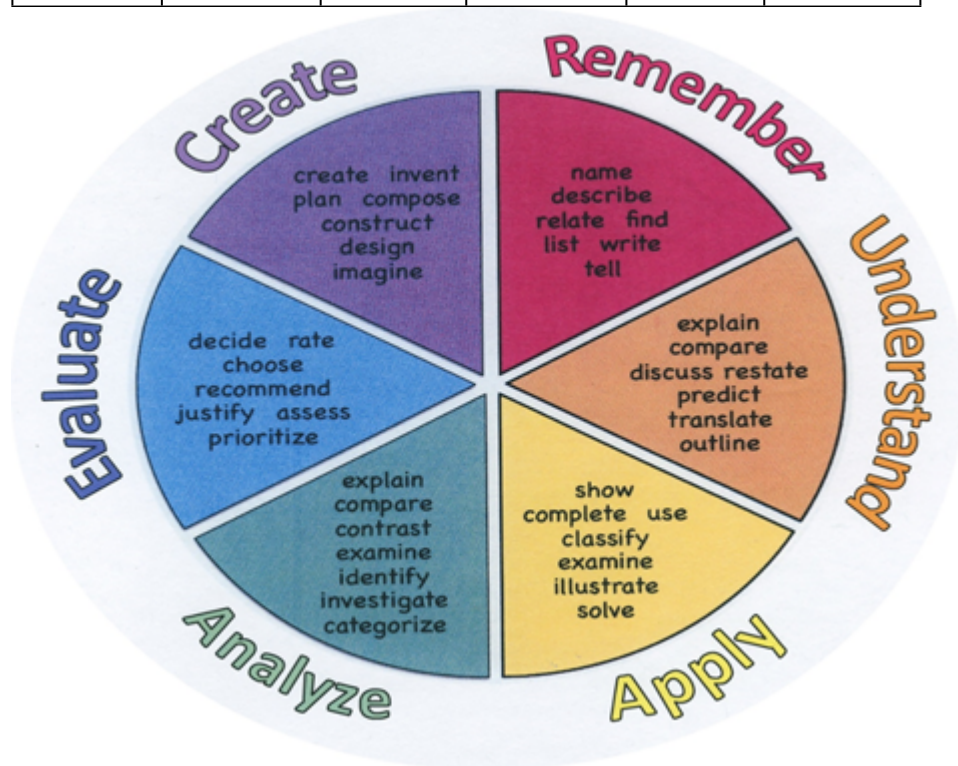 Remember
name
describe
relate find
list write
tell
Understand
explain
compare
discuss restate
predict
translate
outline
Apply
show
complete use
classify
examine
illustrate
solve
Analyze
explain
compare
contrast
examine
identify
investigate
categorize
Evaluate
decide rate
choose
recommend
justify assess
prioritize
Create
create invent
plan compose
construct
design
imagine